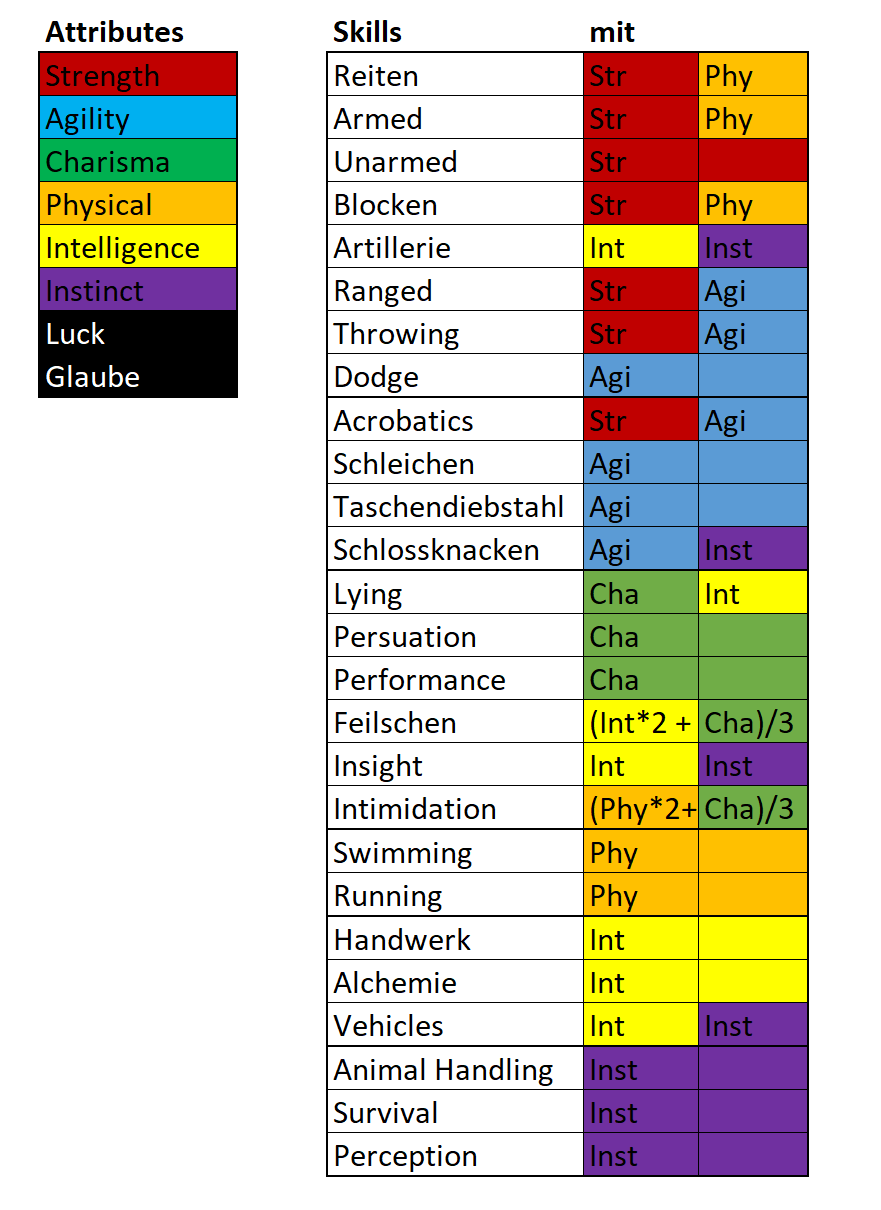 Attributes
Strength
Agility
Charisma
Physical
Intelligence
Instinct
Luck
Glaube
Skills mit
Reiten Str Phy
Armed Str Phy
Unarmed Str
Blocken Str Phy
Artillerie Int Inst
Ranged Str Agi
Throwing Str Agi
Dodge Agi
Acrobatics Str Agi
Schleichen Agi
Taschendiebstahl Agi
Schlossknacken Agi Inst
Lying Cha Int
Persuation Cha
Performance Cha
Feilschen (Int*2 + Cha)/3
Insight Int Inst
Intimidation (Phy*2+ Cha)/3
Swimming Phy
Running Phy
Handwerk Int
Alchemie Int
Vehicles Int Inst
Animal Handling Inst
Survival Inst
Perception Inst